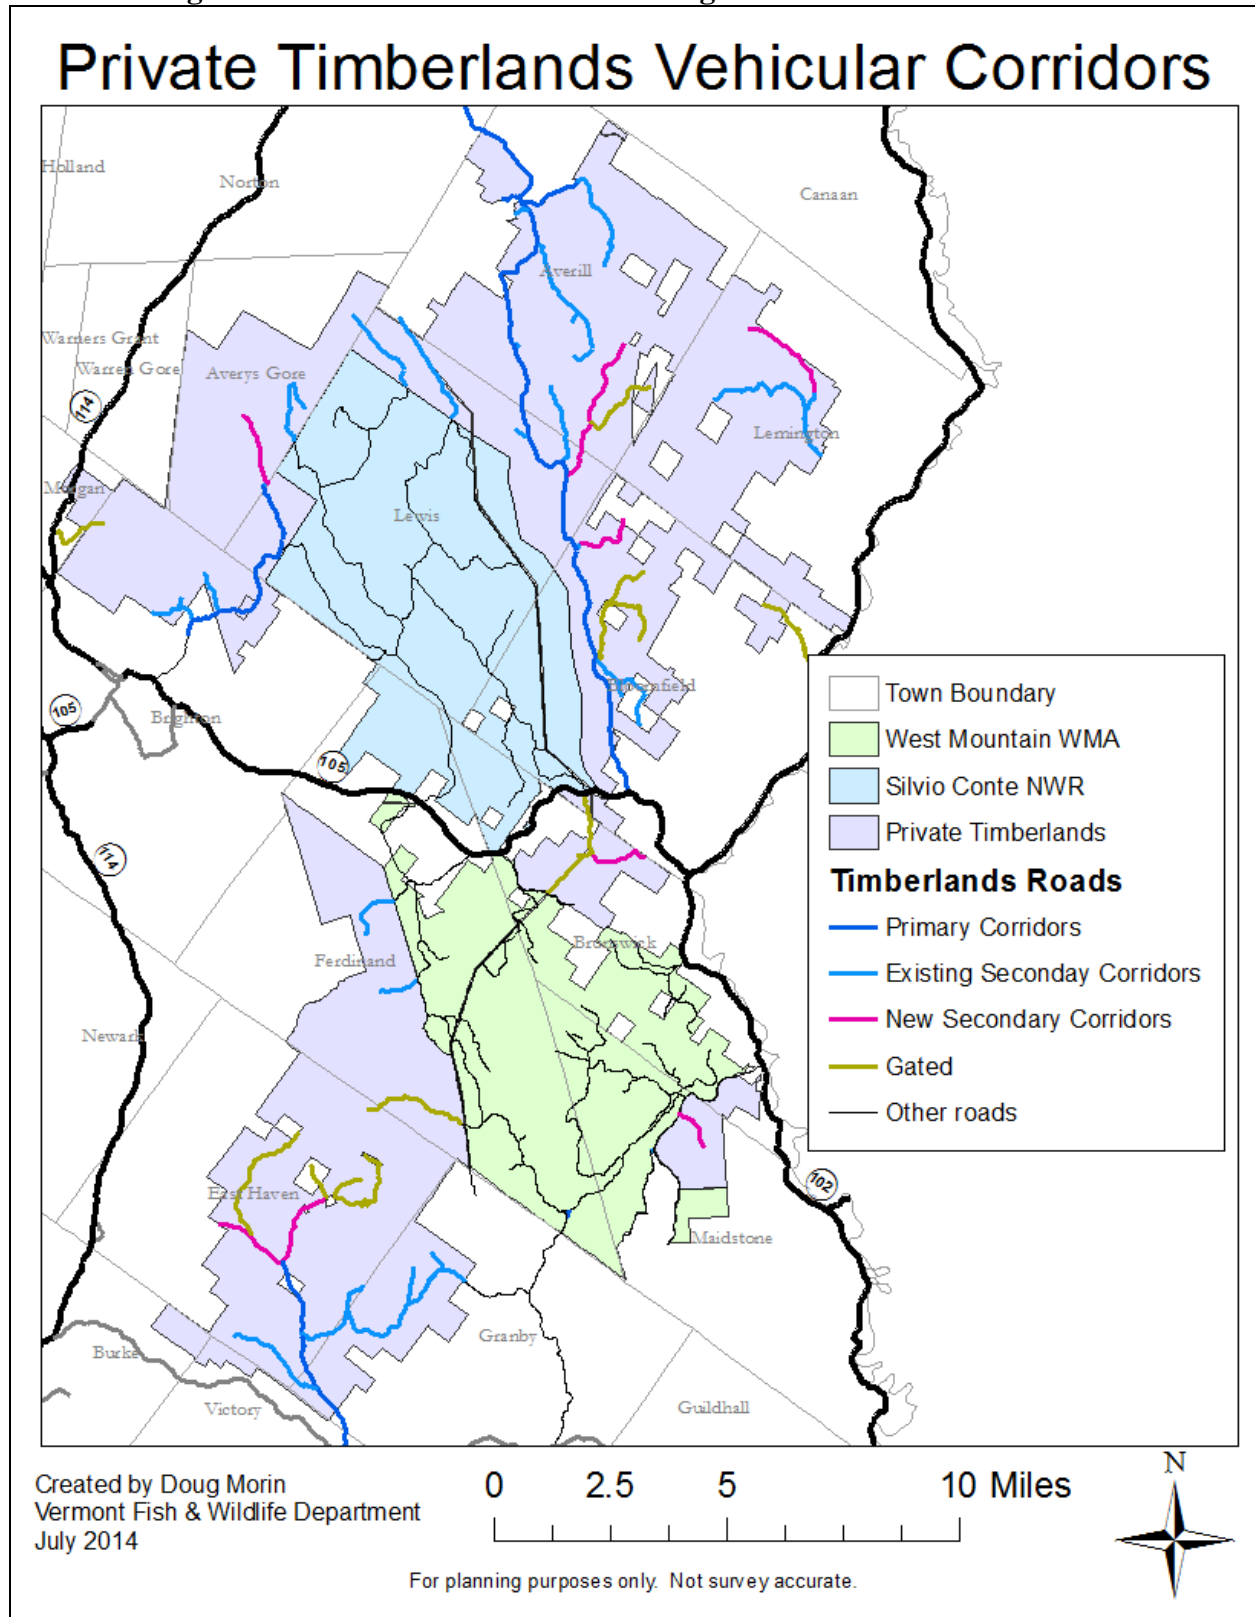 Private Timberlands Vehicular Corridors
Holland
Norton
Canaan
Averill
Warners Grant
Warren Gore
Averys Gore
114
Lemington
Morgan
Lewis
Bloomfield
105
Brighton
105
114
Town Boundary
West Mountain WMA
Silvio Conte NWR
Private Timberlands
Timberlands Roads
Primary Corridors
Existing Seconday Corridors
New Secondary Corridors
Gated
Other roads
Brunswick
Ferdinand
Newark
East Haven
102
Maidstone
Granby
Burke
Victory
Guildhall
Created by Doug Morin
Vermont Fish & Wildlife Department
July 2014
0 2.5 5 10 Miles
N
For planning purposes only. Not survey accurate.